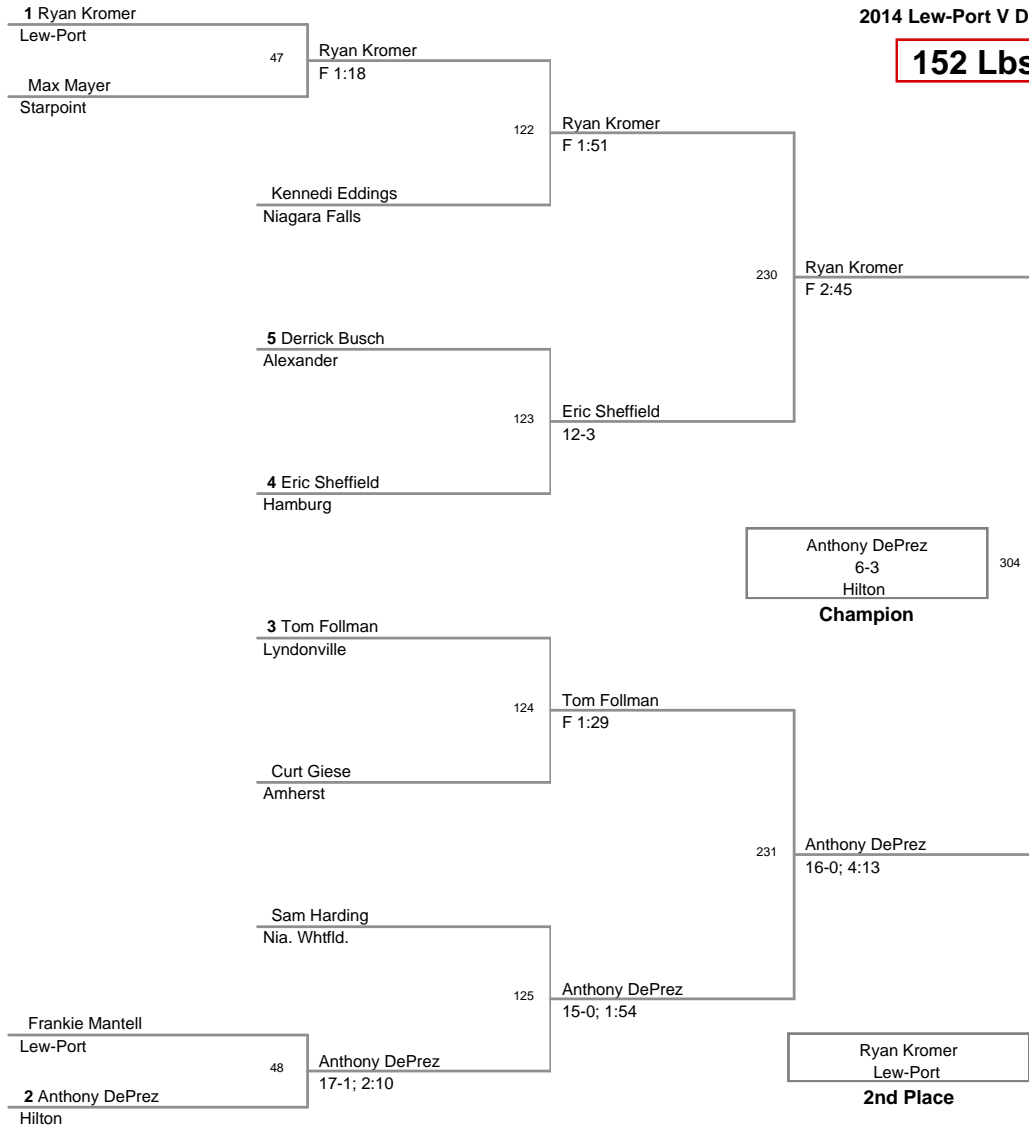 1 Ryan Kromer
Lew-Port
47
Max Mayer
Starpoint
Ryan Kromer
F 1:18
122
Kennedi Eddings
Niagara Falls
Ryan Kromer
F 1:51
230
5 Derrick Busch
Alexander
123
4 Eric Sheffield
Hamburg
Eric Sheffield
12-3
Ryan Kromer
F 2:45
2014 Lew-Port V D
152 Lbs
Anthony DePrez
6-3
Hilton
304
Champion
3 Tom Follman
Lyndonville
124
Curt Giese
Amherst
Tom Follman
F 1:29
231
Anthony DePrez
16-0; 4:13
Sam Harding
Nia. Whtfld.
125
Anthony DePrez
15-0; 1:54
Frankie Mantell
Lew-Port
48
2 Anthony DePrez
Hilton
Anthony DePrez
17-1; 2:10
Ryan Kromer
Lew-Port
2nd Place